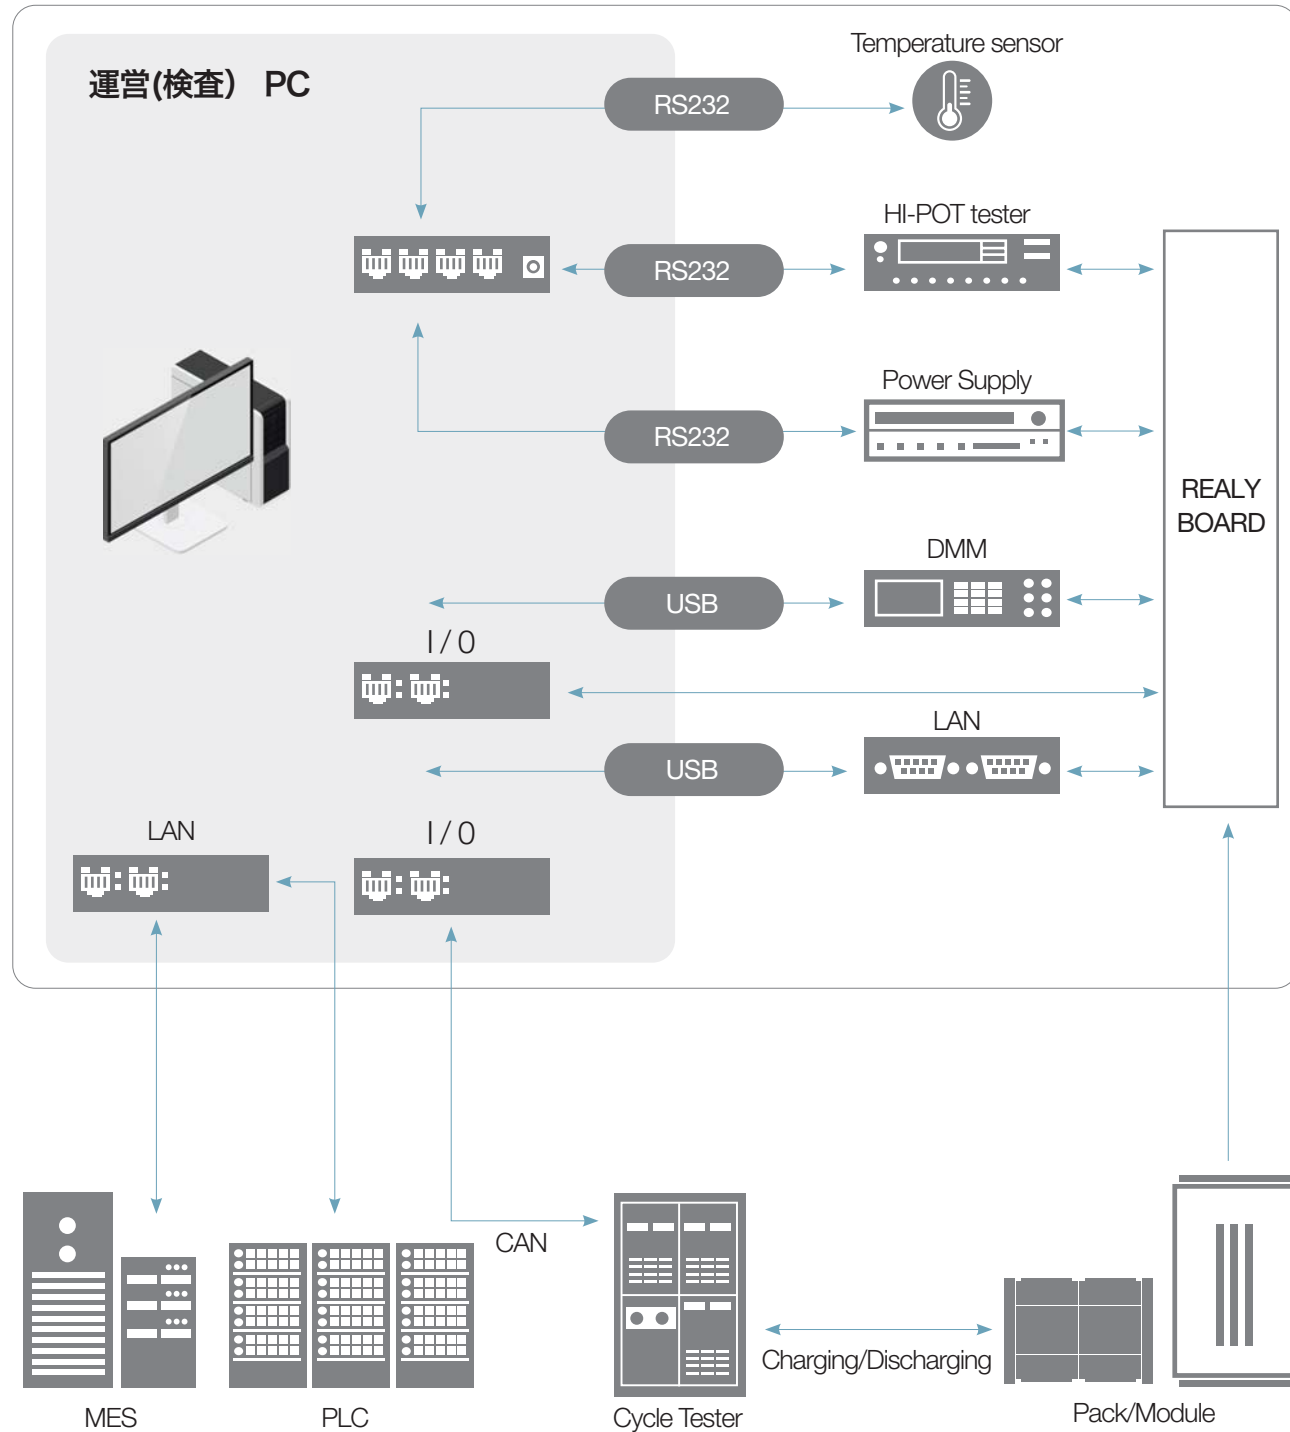 Temperature sensor
運営(検査) PC
RS232
HI-POT tester
RS232
Power Supply
RS232
REALY
BOARD
DMM
USB
I / 0
LAN
USB
LAN
I / 0
CAN
Charging/Discharging
MES
PLC
Cycle Tester
Pack/Module